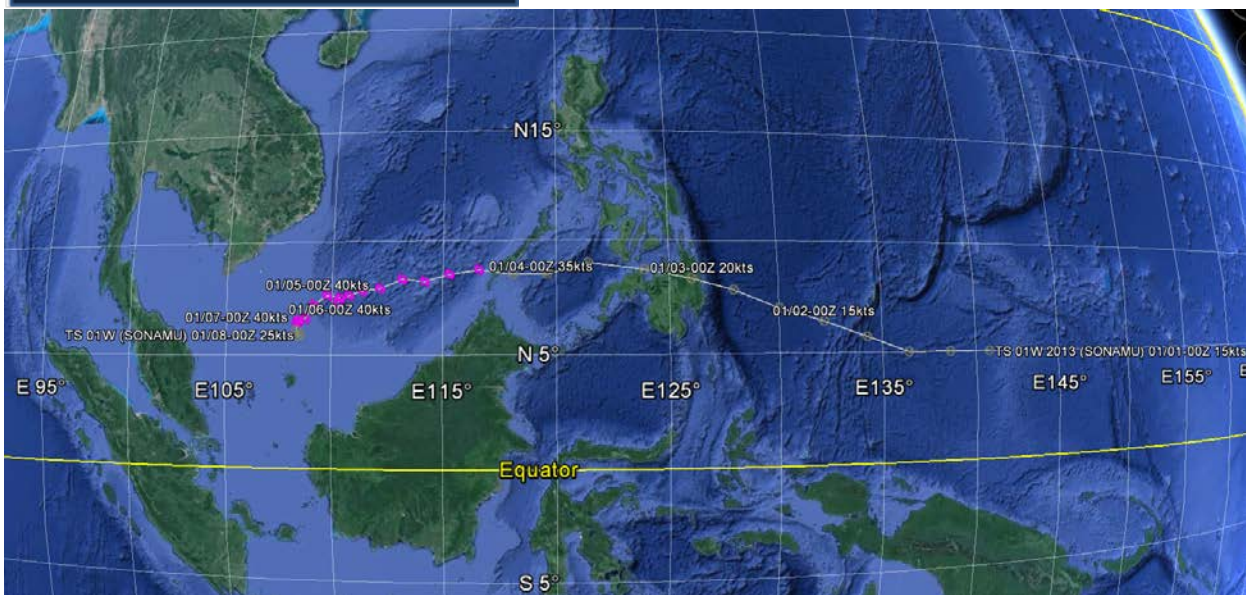 N15°
01/04-00Z 35kts
01/03-00Z 20kts
01/05-00Z 40kts
01/06-00Z 40kts
01/02-00Z 15kts
01/07-00Z 40kts
TS 01W (SONAMU) 01/08-00Z 25kts
TS 01W 2013 (SONAMU) 01/01-00Z 15kts
N 5°
E 95°
E105°
E115°
E125°
E135°
E145°
E155°
E
Equator
S 5°